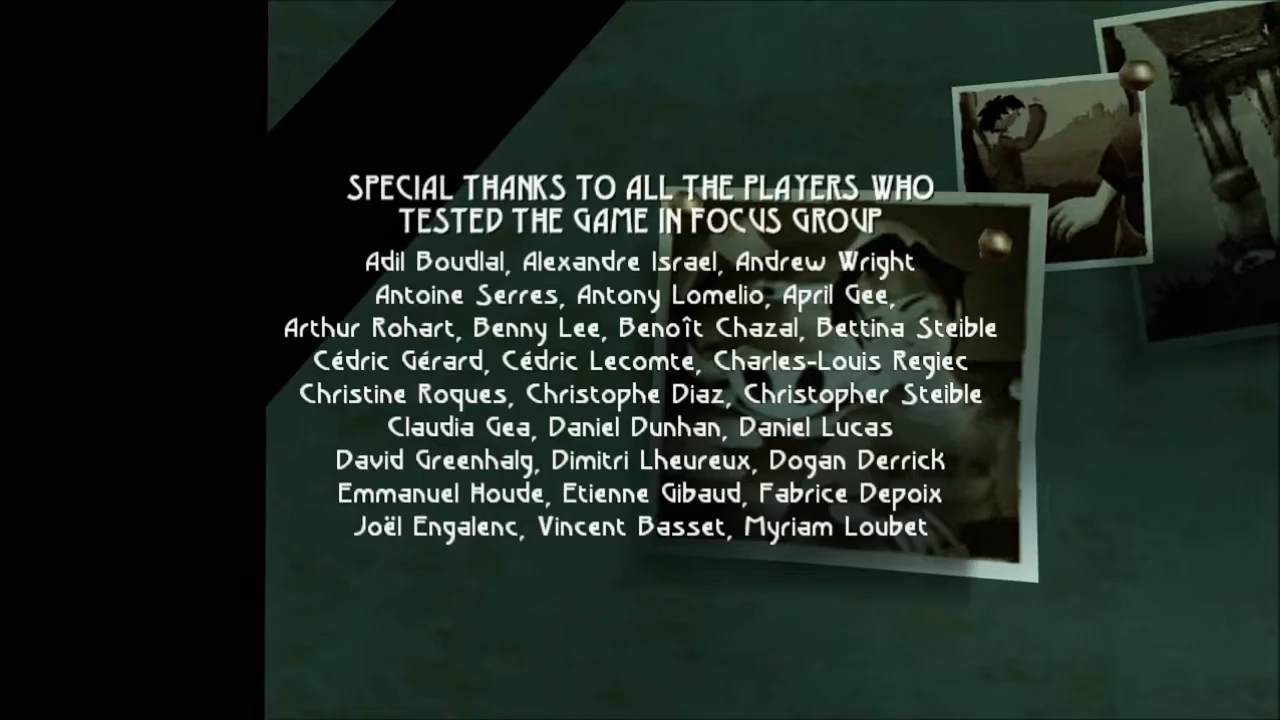 SPECIAL THANKS TO ALL THE PLAYERS WHO
TESTED THE GAME IN FOCUS GROUP
Adil Boudlal, Alexandre Israel, Andrew Wright
Antoine Serres, Antony Lomelio, April Gee,
Arthur Rohart, Benny Lee, Benoît Chazal, Bettina Steible
Cédric Gérard, Cédric Lecomte, Charles-Louis Regiec
Christine Roques, Christophe Diaz, Christopher Steible
Claudia Gea, Daniel Dunhan, Daniel Lucas
David Greenhalg, Dimitri Lheureux, Dogan Derrick
Emmanuel Houde, Etienne Gibaud, Fabrice Depoix
Joël Engalenc, Vincent Basset, Myriam Loubet